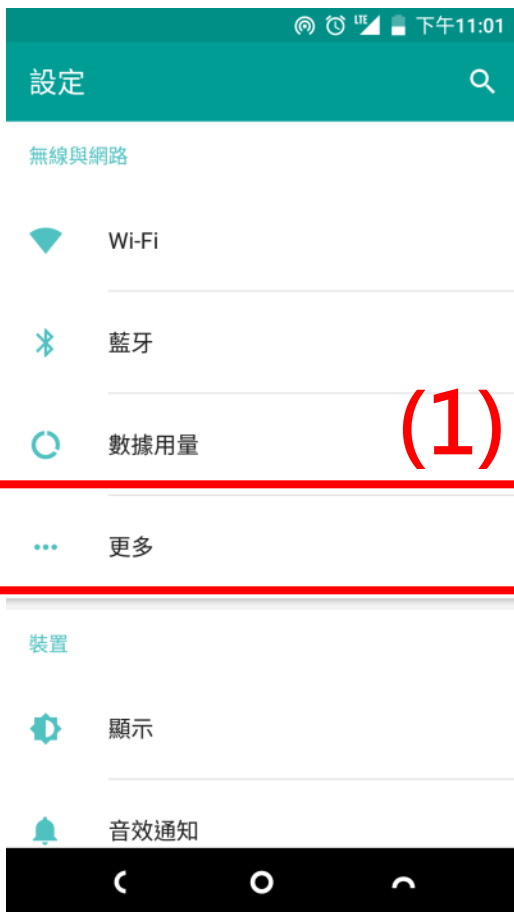 LTE 下午11:01
設定
無線與網路
Wi-Fi
藍牙
(1)
數據用量
更多
裝置
顯示
音效通知